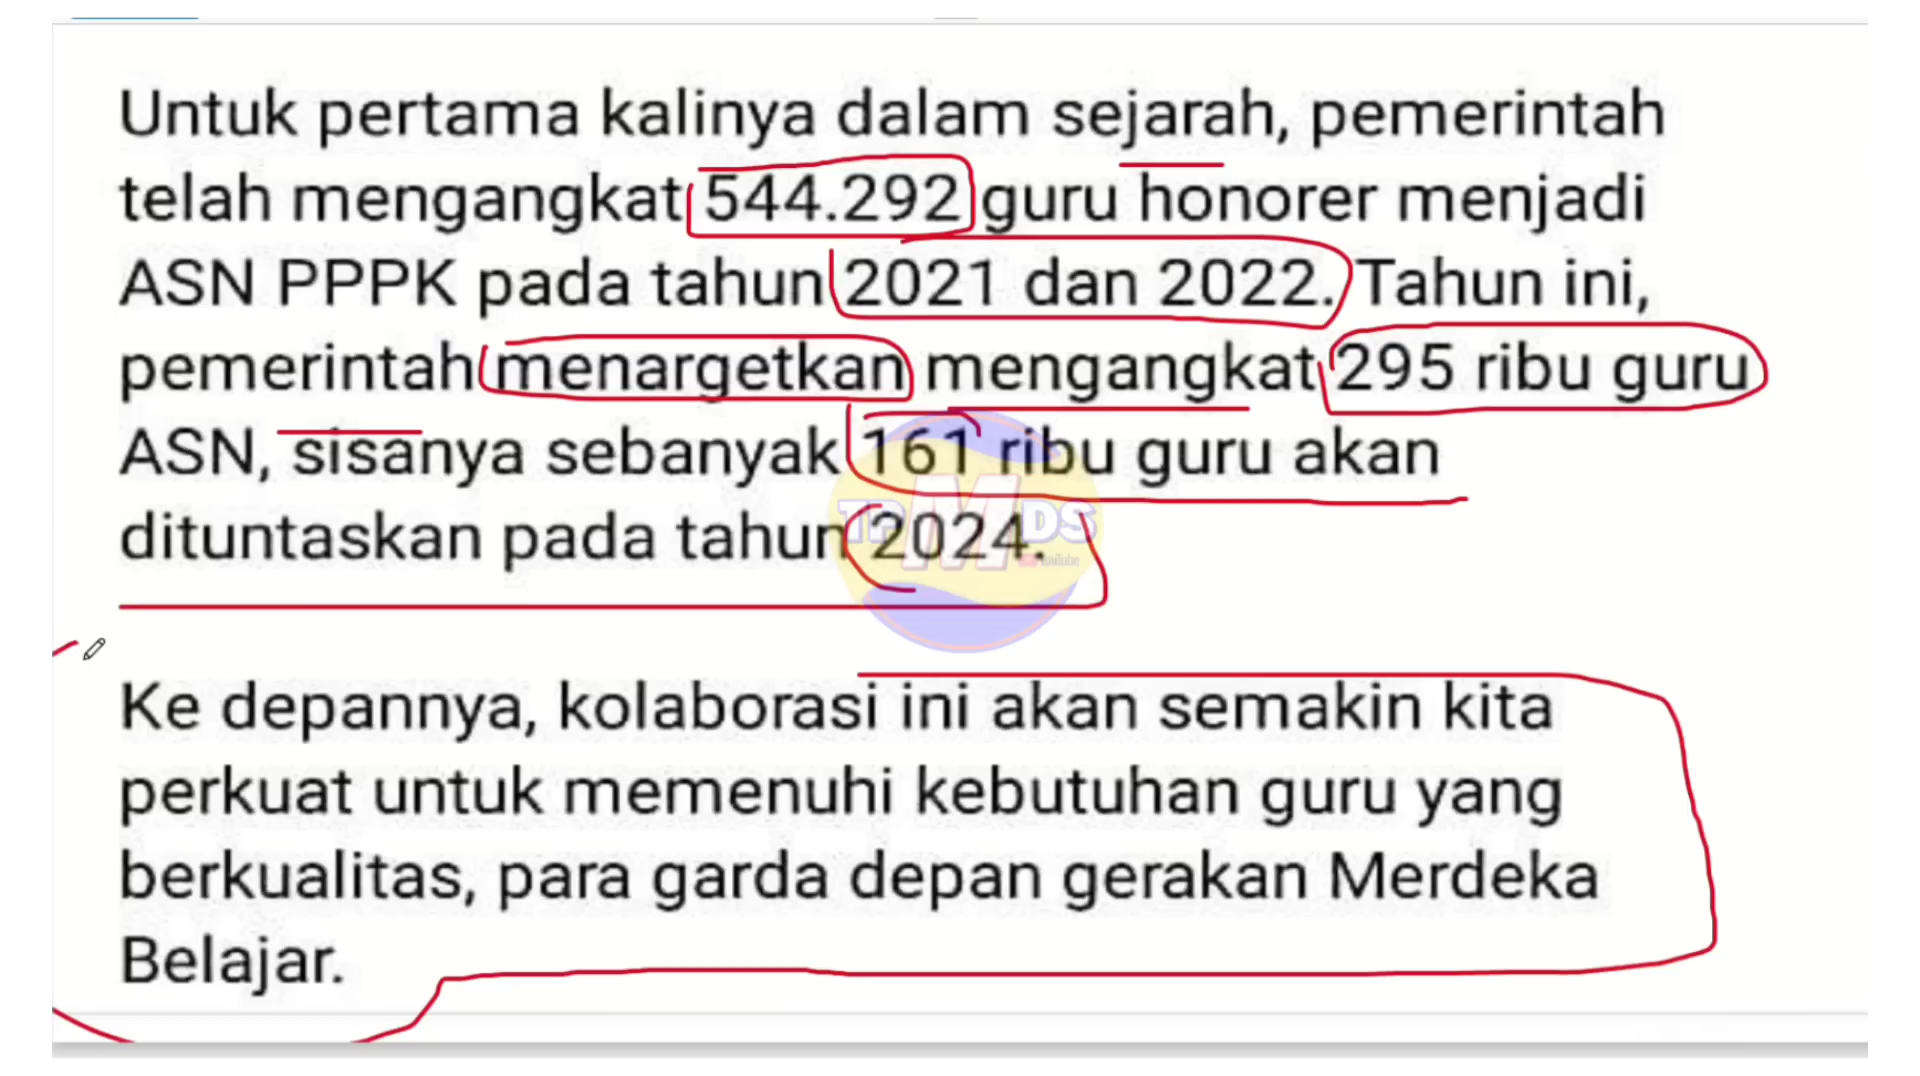 Untuk pertama kalinya dalam sejarah, pemerintah
telah mengangkat 544.292 guru honorer menjadi
ASN PPPK pada tahun 2021 dan 2022. Tahun ini,
pemerintah menargetkan mengangkat 295 ribu guru
ASN, sisanya sebanyak 161 ribu guru akan
dituntaskan pada tahun 2024.
TP MDS
YouTube
Ke depannya, kolaborasi ini akan semakin kita
perkuat untuk memenuhi kebutuhan guru yang
berkualitas, para garda depan gerakan Merdeka
Belajar.